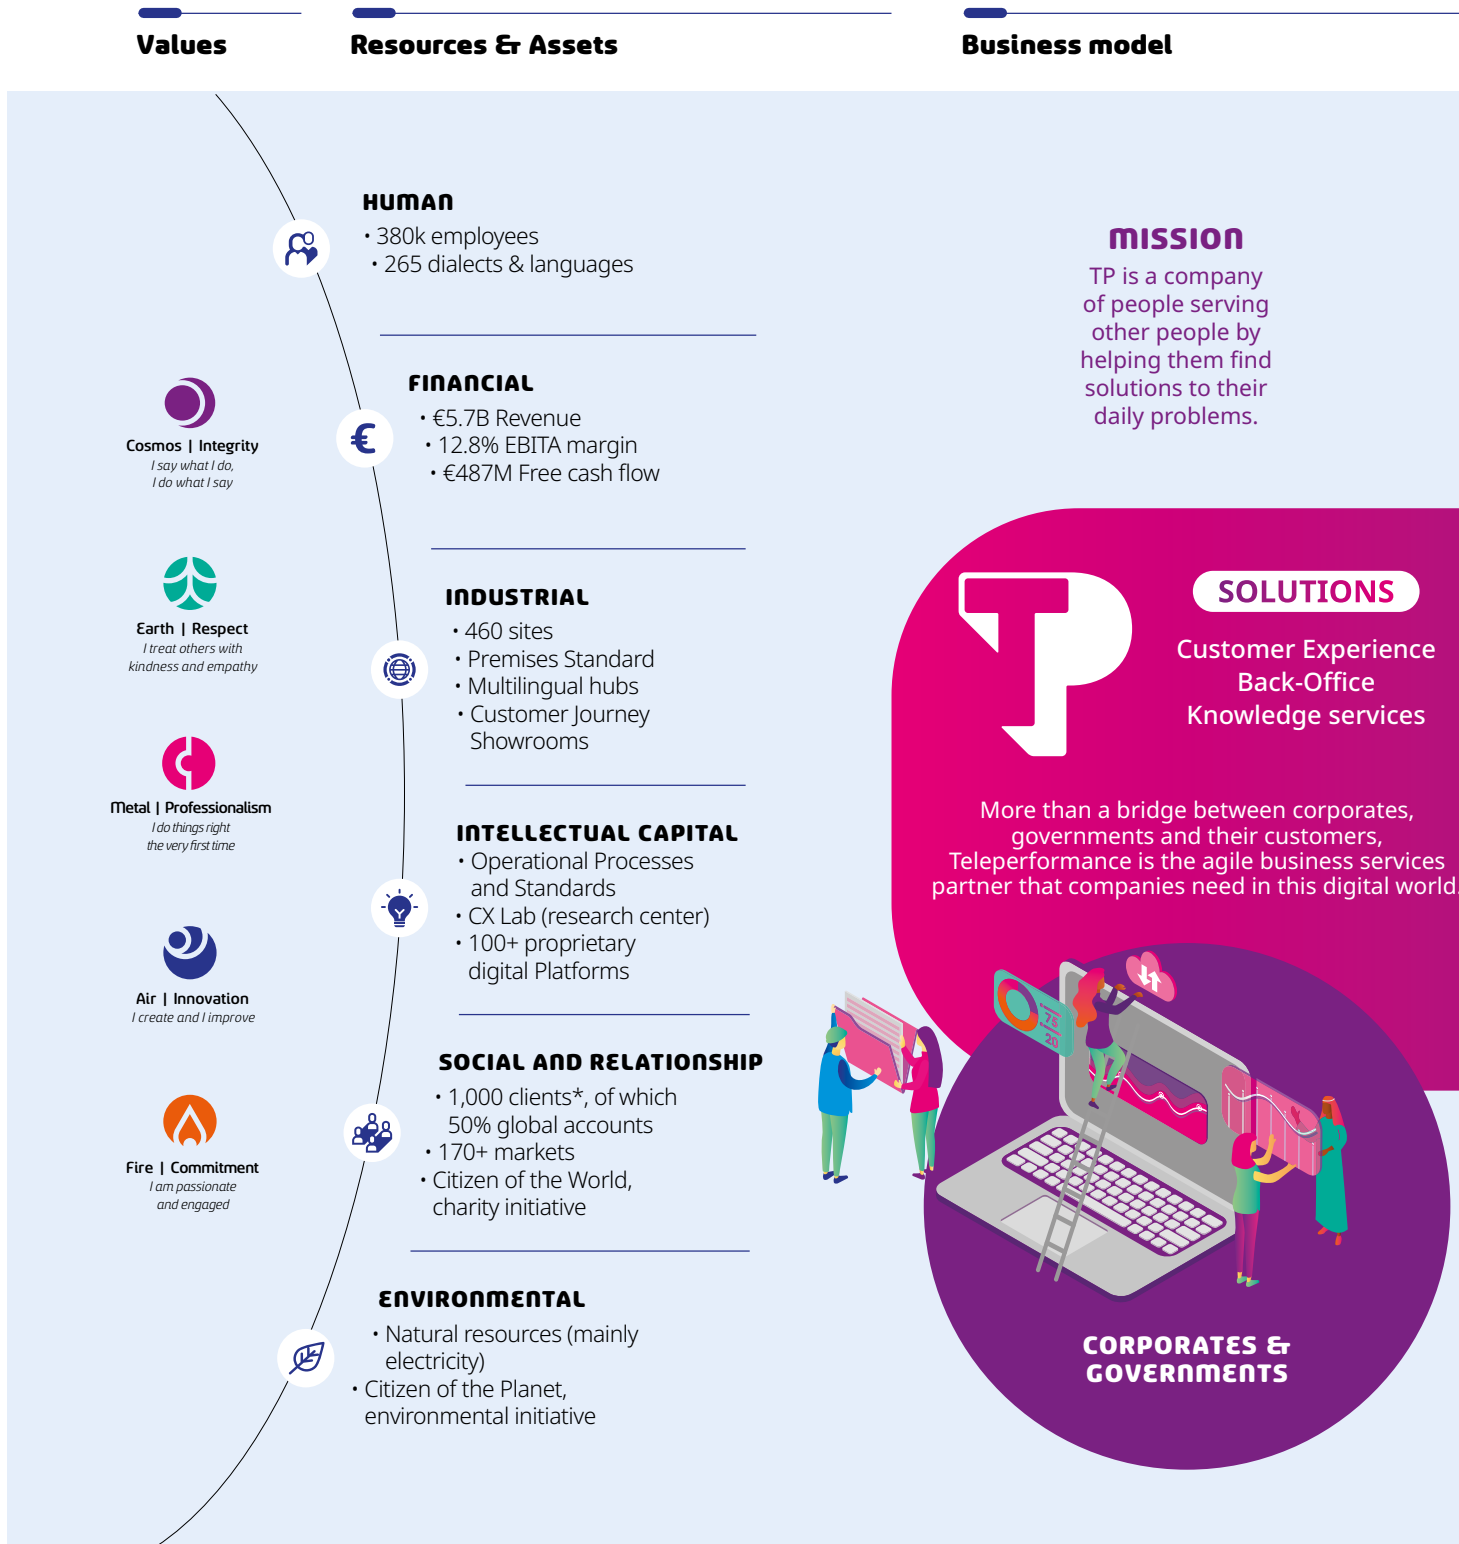 Values
Resources & Assets
Business model
HUMAN
• 380k employees
• 265 dialects & languages
FINANCIAL
• €5.7B Revenue
• 12.8% EBITA margin
• €487M Free cash flow
INDUSTRIAL
• 460 sites
• Premises Standard
• Multilingual hubs
• Customer Journey
Showrooms
INTELLECTUAL CAPITAL
• Operational Processes
and Standards
• CX Lab (research center)
• 100+ proprietary
digital Platforms
SOCIAL AND RELATIONSHIP
• 1,000 clients*, of which
50% global accounts
• 170+ markets
• Citizen of the World,
charity initiative
ENVIRONMENTAL
• Natural resources (mainly
electricity)
• Citizen of the Planet,
environmental initiative
Cosmos | Integrity
I say what I do,
I do what I say
Earth | Respect
I treat others with
kindness and empathy
Metal | Professionalism
I do things right
the very first time
Air | Innovation
I create and I improve
Fire | Commitment
I am passionate
and engaged
MISSION
TP is a company
of people serving
other people by
helping them find
solutions to their
daily problems.
TP
SOLUTIONS
Customer Experience
Back-Office
Knowledge services
More than a bridge between corporates,
governments and their customers,
Teleperformance is the agile business services
partner that companies need in this digital world.
75
20
CORPORATES &
GOVERNMENTS